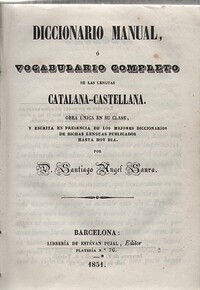 DICCIONARIO MANUAL,
Ó
VOCABULARIO COMPLETO
DE LAS LENGUAS
CATALANA-CASTELLANA.
OBRA ÚNICA EN SU CLASE,
Y ESCRITA EN PRESENCIA DE LOS MEJORES DICCIONARIOS
DE DICHAS LENGUAS PUBLICADOS
HASTA HOY DIA.
POR
D. Santiago Angel Saura.
BARCELONA:
LIBRERÍA DE ESTÉVAN PUJAL, Editor
PLATERÍA N.º 76.
1851.